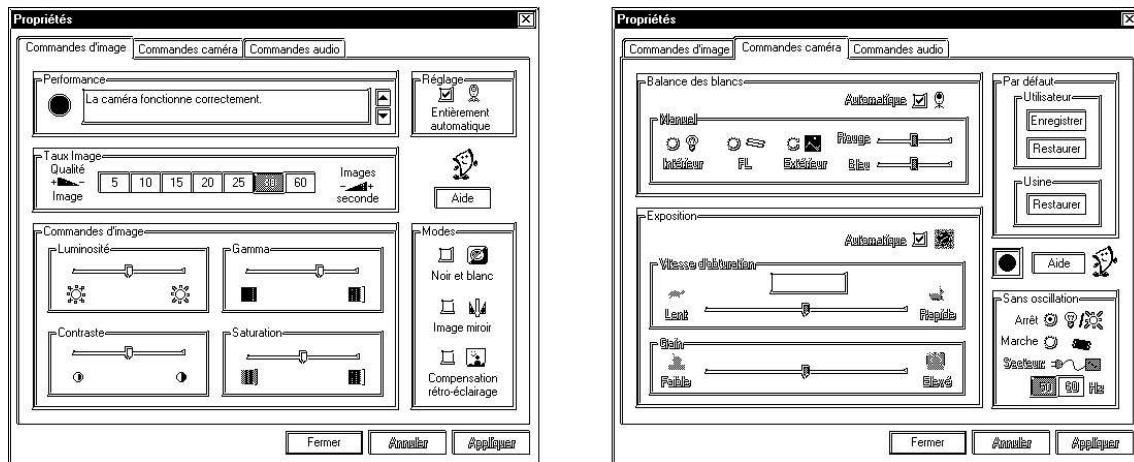 Propriétés
Commandes d'image Commandes caméra Commandes audio
Performance
La caméra fonctionne correctement.
Réglage
Entièrement
automatique
Taux Image
Qualité
Image
5 10 15 20 25 30 60
Images
seconde
Aide
Commandes d'image
Luminosité
Gamma
Contraste
Saturation
Modes
Noir et blanc
Image miroir
Compensation
rétro-éclairage
Fermer Annuler Appliquer
Propriétés
Commandes d'image Commandes caméra Commandes audio
Balance des blancs
Automatique
Manuel
Intérieur FL Extérieur
Rouge
Bleu
Par défaut
Utilisateur
Enregistrer
Restaurer
Usine
Restaurer
Exposition
Automatique
Vitesse d'obturation
Lent Rapide
Gain
Faible Elevé
Aide
Sans oscillation
Arrêt /
Marche
Secteur:
50 60 Hz
Fermer Annuler Appliquer